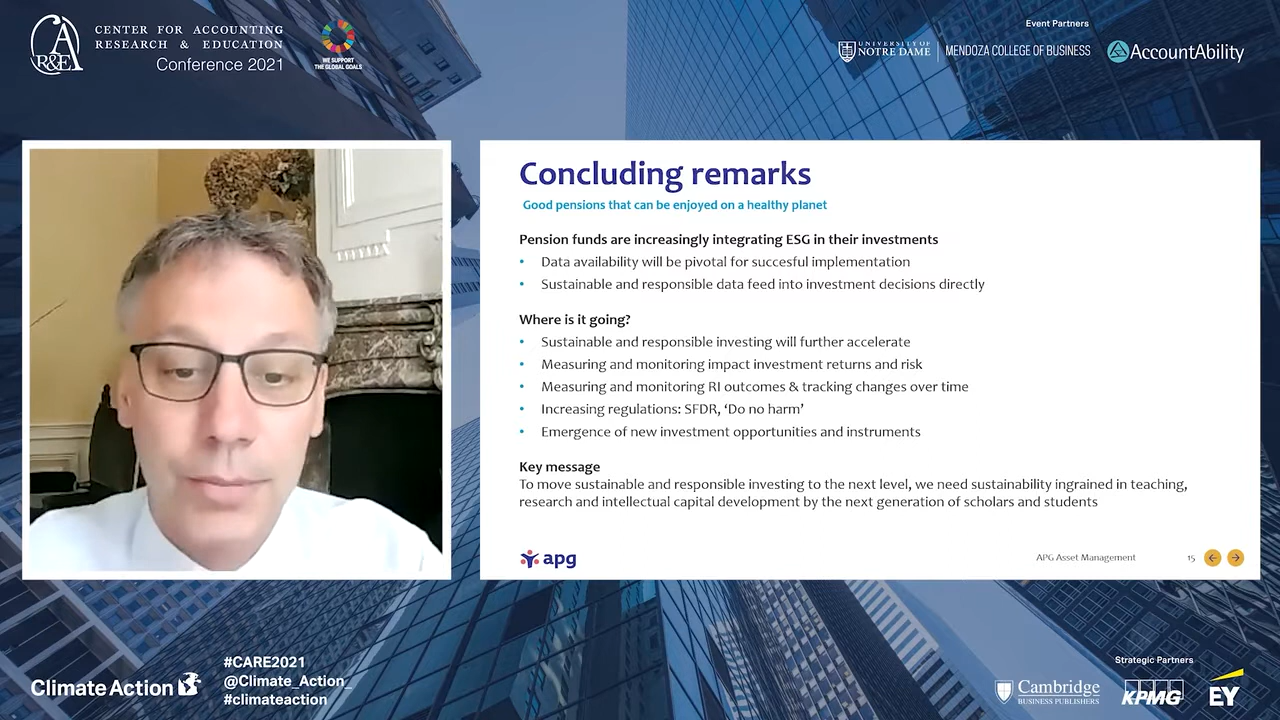 CENTER FOR ACCOUNTING
RESEARCH & EDUCATION
Conference 2021
CAR&E
WE SUPPORT
THE GLOBAL GOALS
Event Partners
UNIVERSITY OF
NOTRE DAME
MENDOZA COLLEGE OF BUSINESS
AccountAbility
Concluding remarks
Good pensions that can be enjoyed on a healthy planet
Pension funds are increasingly integrating ESG in their investments
• Data availability will be pivotal for succesful implementation
• Sustainable and responsible data feed into investment decisions directly
Where is it going?
• Sustainable and responsible investing will further accelerate
• Measuring and monitoring impact investment returns and risk
• Measuring and monitoring RI outcomes & tracking changes over time
• Increasing regulations: SFDR, ‘Do no harm’
• Emergence of new investment opportunities and instruments
Key message
To move sustainable and responsible investing to the next level, we need sustainability ingrained in teaching,
research and intellectual capital development by the next generation of scholars and students
apg
APG Asset Management 15
Climate Action
#CARE2021
@Climate_Action_
#climateaction
Strategic Partners
Cambridge
BUSINESS PUBLISHERS
KPMG
EY